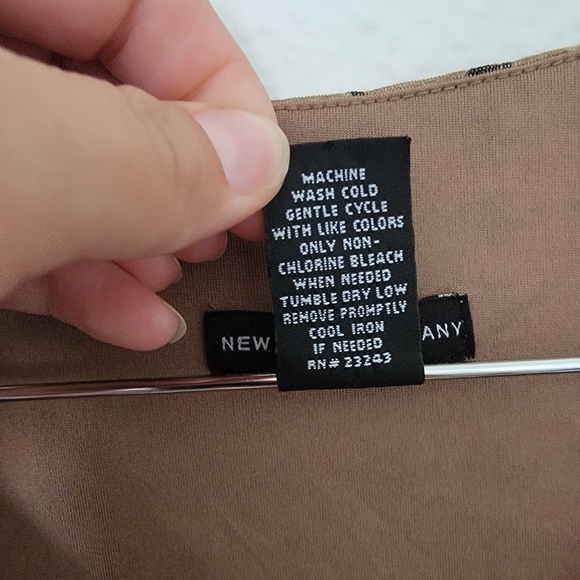 MACHINE
WASH COLD
GENTLE CYCLE
WITH LIKE COLORS
ONLY NON-
CHLORINE BLEACH
WHEN NEEDED
TUMBLE DRY LOW
REMOVE PROMPTLY
COOL IRON
IF NEEDED
RN# 23243
NEW ANY